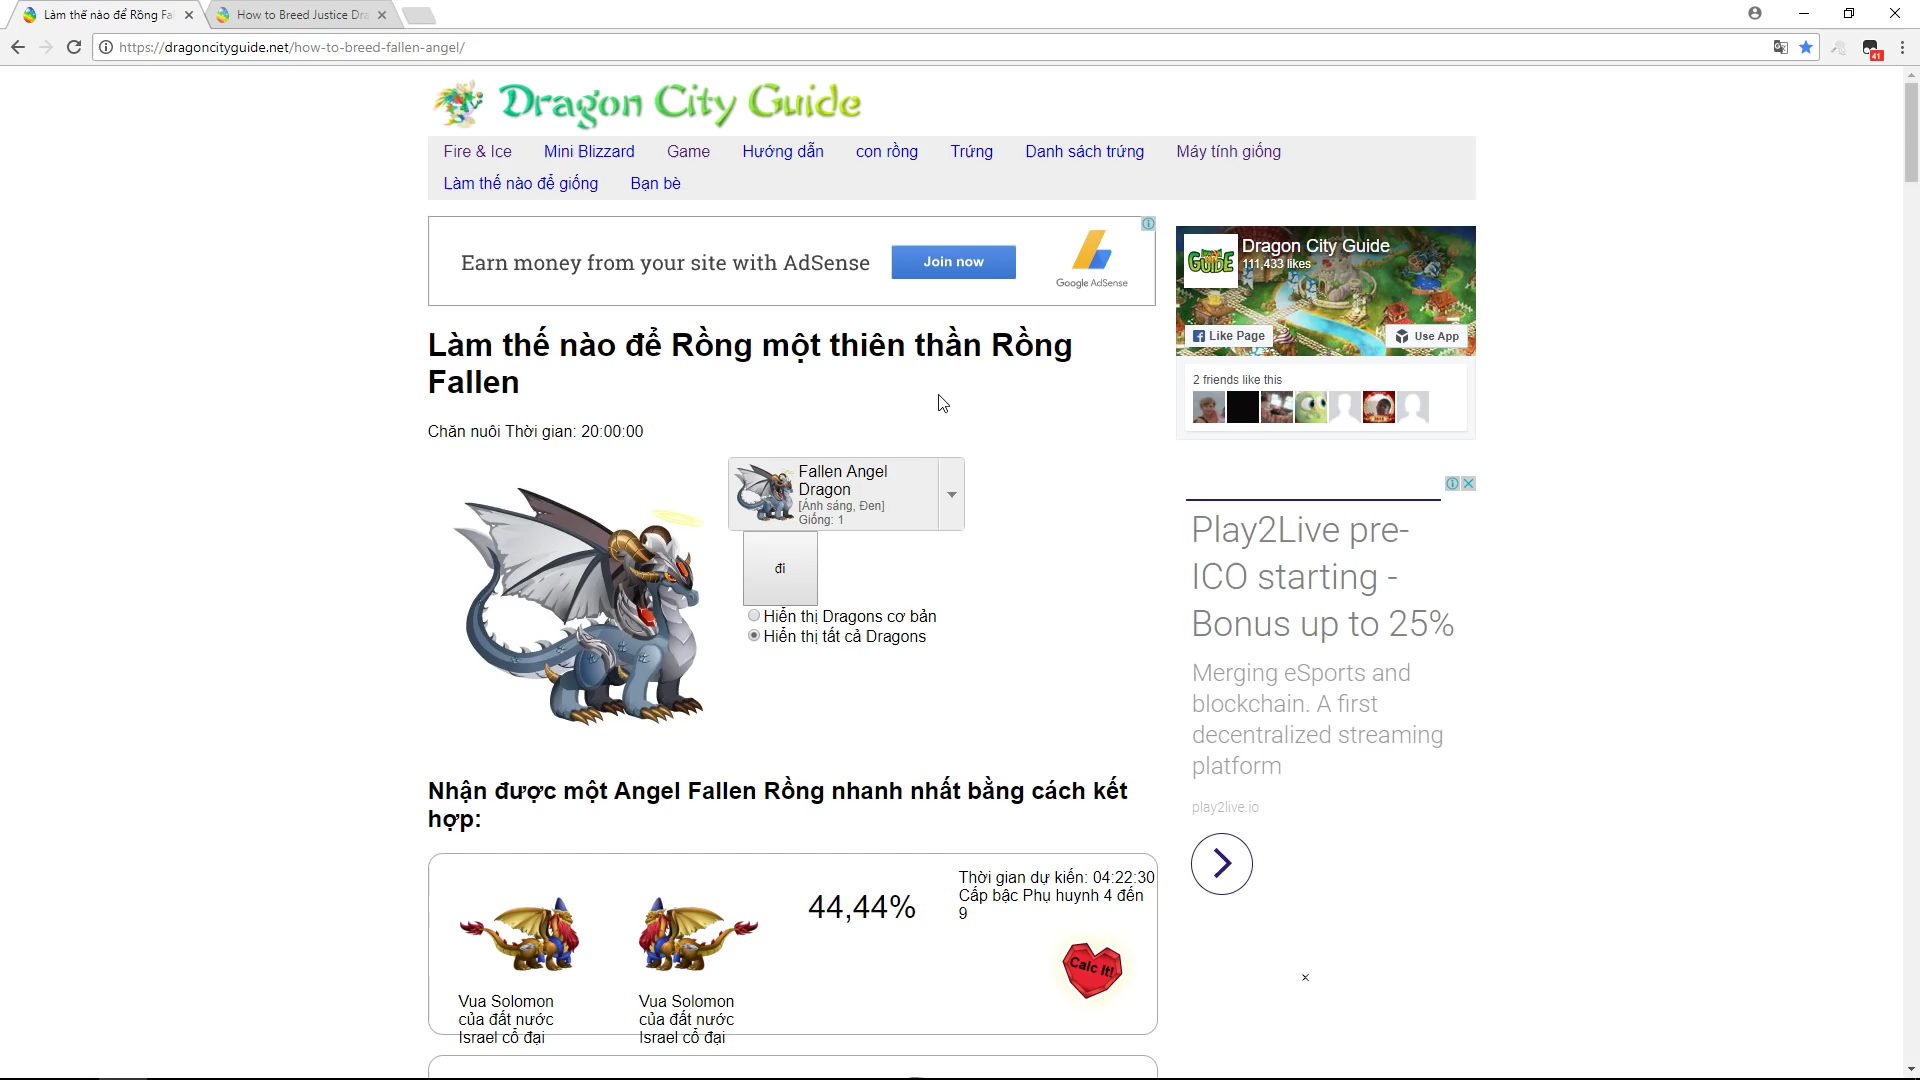 Làm thế nào để Rồng Fa
How to Breed Justice Dra
https://dragoncityguide.net/how-to-breed-fallen-angel/
41
Dragon City Guide
Fire & Ice Mini Blizzard Game Hướng dẫn con rồng Trứng Danh sách trứng Máy tính giống
Làm thế nào để giống Bạn bè
Earn money from your site with AdSense
Join now
Google AdSense
GUIDE
Dragon City Guide
111,433 likes
Like Page
Use App
2 friends like this
Làm thế nào để Rồng một thiên thần Rồng
Fallen
Chăn nuôi Thời gian: 20:00:00
Fallen Angel
Dragon
[Ánh sáng, Đen]
Giống: 1
đi
Hiển thị Dragons cơ bản
Hiển thị tất cả Dragons
Play2Live pre-
ICO starting -
Bonus up to 25%
Merging eSports and
blockchain. A first
decentralized streaming
platform
play2live.io
Nhận được một Angel Fallen Rồng nhanh nhất bằng cách kết
hợp:
44,44%
Thời gian dự kiến: 04:22:30
Cấp bậc Phụ huynh 4 đến
9
Calc It!
Vua Solomon
của đất nước
Israel cổ đại
Vua Solomon
của đất nước
Israel cổ đại